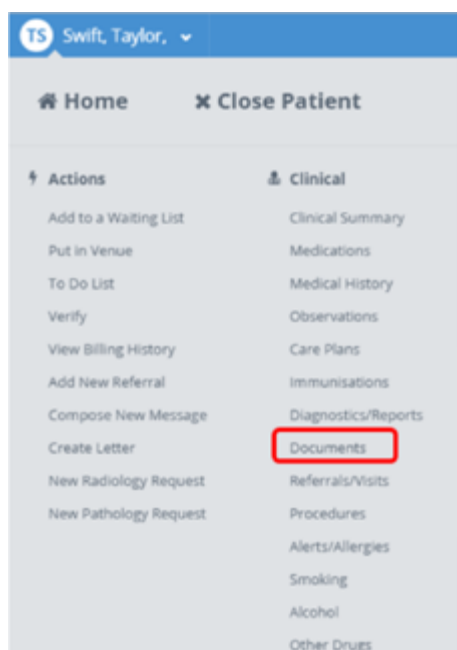 TS Swift, Taylor,
Home
Close Patient
Actions
Add to a Waiting List
Put in Venue
To Do List
Verify
View Billing History
Add New Referral
Compose New Message
Create Letter
New Radiology Request
New Pathology Request
Clinical
Clinical Summary
Medications
Medical History
Observations
Care Plans
Immunisations
Diagnostics/Reports
Documents
Referrals/Visits
Procedures
Alerts/Allergies
Smoking
Alcohol
Other Drugs